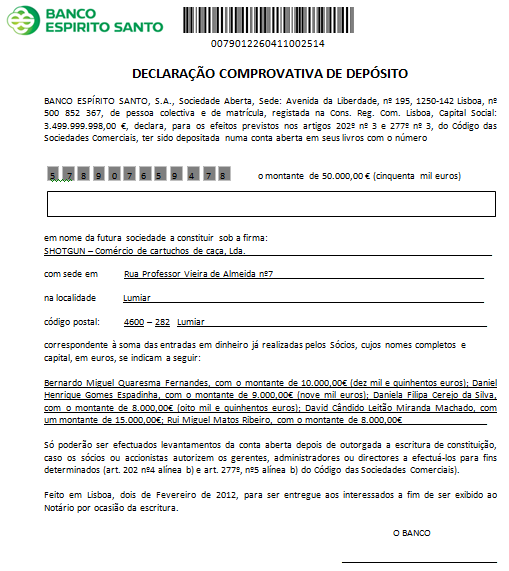 BANCO
ESPIRITO SANTO
0079012260411002514
DECLARAÇÃO COMPROVATIVA DE DEPÓSITO
BANCO ESPÍRITO SANTO, S.A., Sociedade Aberta, Sede: Avenida da Liberdade, nº 195, 1250-142 Lisboa, nº
500 852 367, de pessoa colectiva e de matrícula, registada na Cons. Reg. Com. Lisboa, Capital Social:
3.499.999.998,00 €, declara, para os efeitos previstos nos artigos 202º nº 3 e 277º nº 3, do Código das
Sociedades Comerciais, ter sido depositada numa conta aberta em seus livros com o número
5 7 8 9 0 7 6 5 9 4 7 8 o montante de 50.000,00 € (cinquenta mil euros)
em nome da futura sociedade a constituir sob a firma:
SHOTGUN – Comércio de cartuchos de caça, Lda.
com sede em Rua Professor Vieira de Almeida nº7
na localidade Lumiar
código postal: 4600 – 282 Lumiar
correspondente à soma das entradas em dinheiro já realizadas pelos Sócios, cujos nomes completos e
capital, em euros, se indicam a seguir:
Bernardo Miguel Quaresma Fernandes, com o montante de 10.000,00€ (dez mil e quinhentos euros); Daniel
Henrique Gomes Espadinha, com o montante de 9.000,00€ (nove mil euros); Daniela Filipa Cerejo da Silva,
com o montante de 8.000,00€ (oito mil e quinhentos euros); David Cândido Leitão Miranda Machado, com
um montante de 15.000,00€; Rui Miguel Matos Ribeiro, com o montante de 8.000,00€
Só poderão ser efectuados levantamentos da conta aberta depois de outorgada a escritura de constituição,
caso os sócios ou accionistas autorizem os gerentes, administradores ou directores a efectuá-los para fins
determinados (art. 202 nº4 alínea b) e art. 277º, nº5 alínea b) do Código das Sociedades Comerciais).
Feito em Lisboa, dois de Fevereiro de 2012, para ser entregue aos interessados a fim de ser exibido ao
Notário por ocasião da escritura.
O BANCO